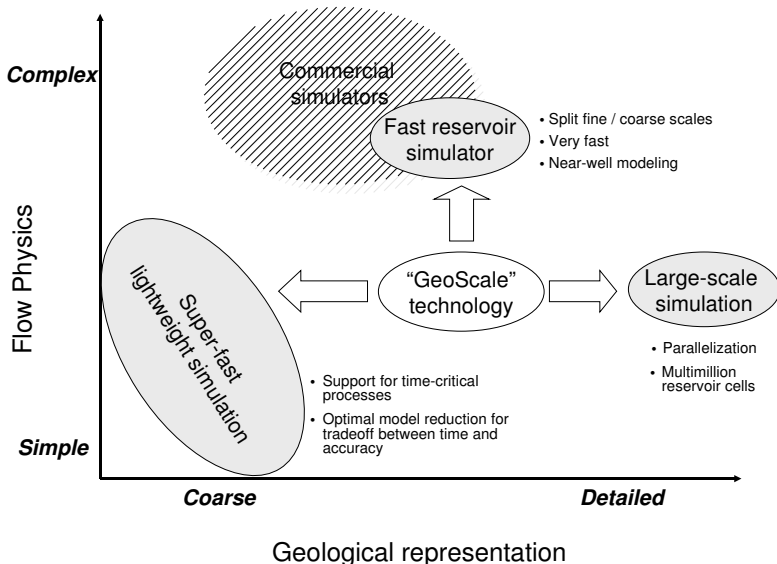 Complex
Commercial
simulators
Fast reservoir
simulator
• Split fine / coarse scales
• Very fast
• Near-well modeling
Flow Physics
Super-fast
lightweight simulation
“GeoScale”
technology
Large-scale
simulation
• Parallelization
• Multimillion
reservoir cells
• Support for time-critical
processes
• Optimal model reduction for
tradeoff between time and
accuracy
Simple
Coarse
Detailed
Geological representation